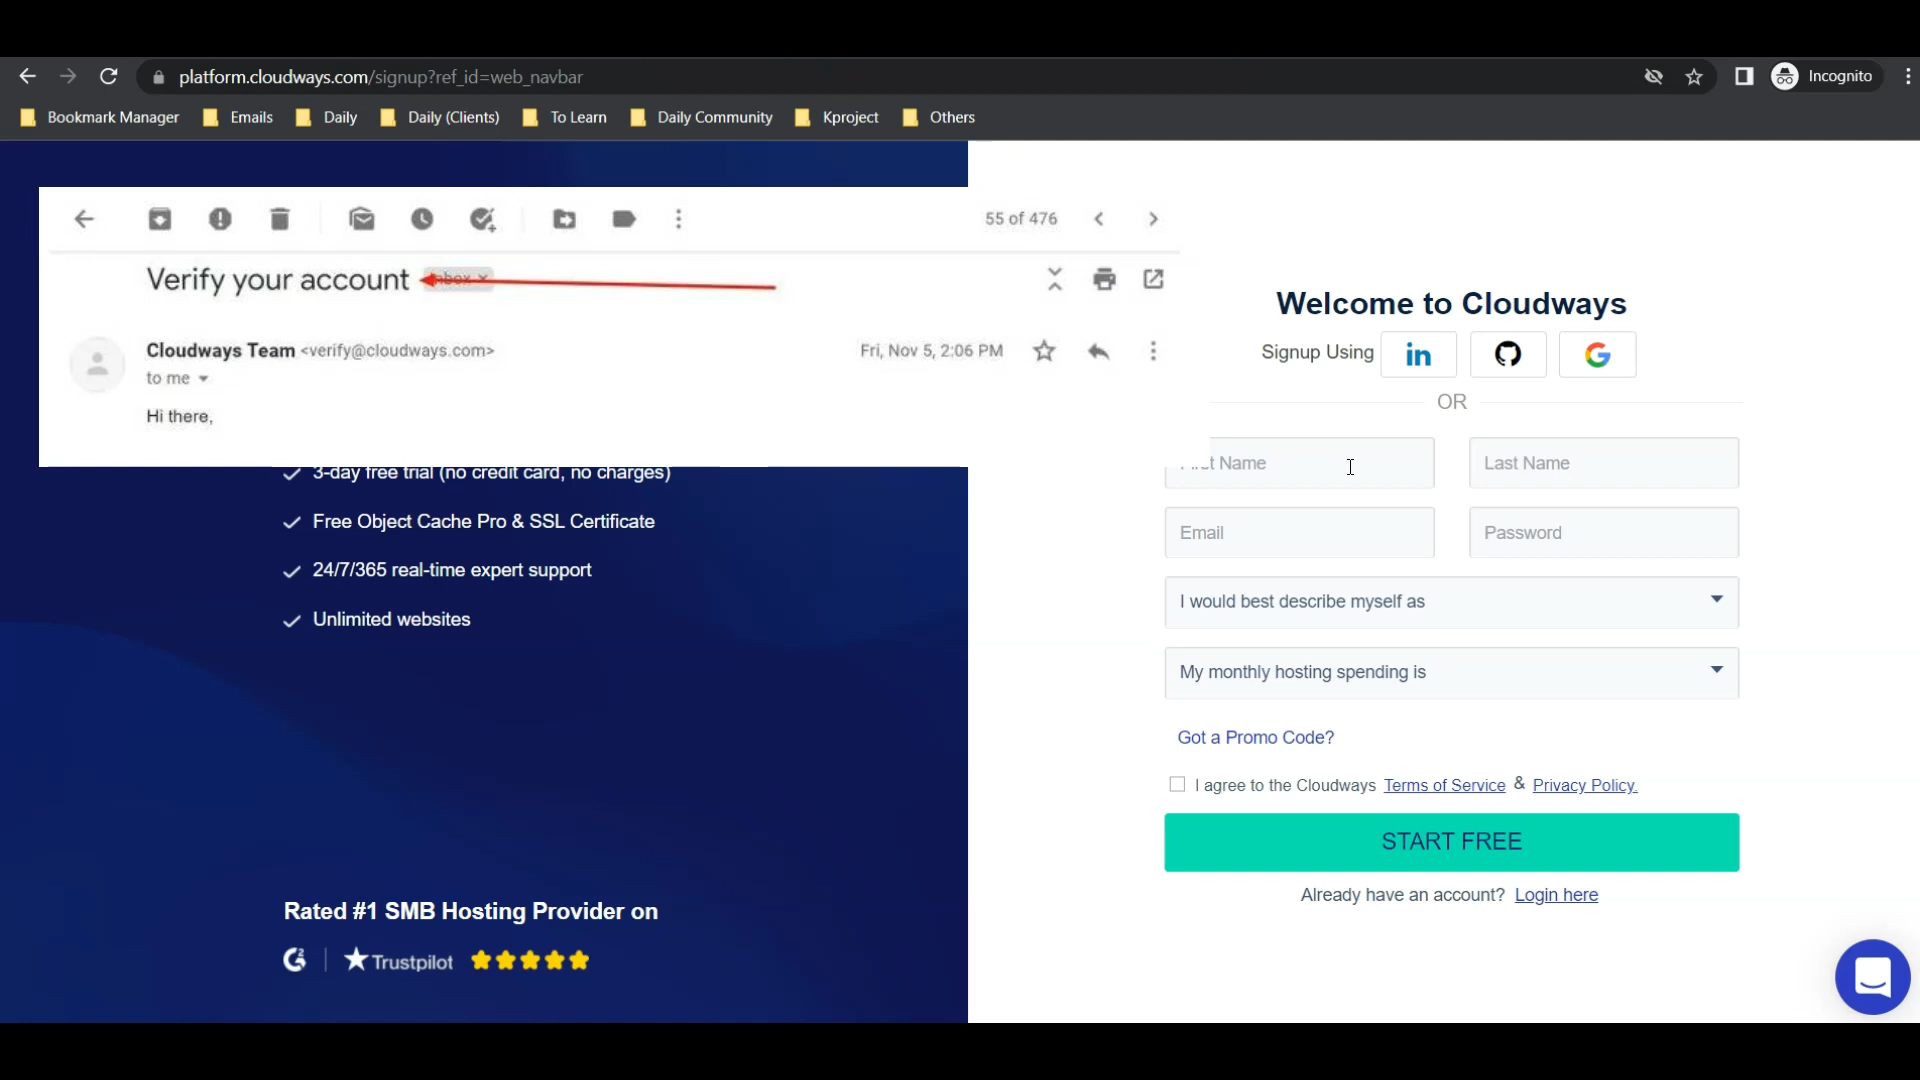 platform.cloudways.com/signup?ref_id=web_navbar
Incognito
Bookmark Manager
Emails
Daily
Daily (Clients)
To Learn
Daily Community
Kproject
Others
55 of 476
Verify your account
Cloudways Team <verify@cloudways.com>
Fri, Nov 5, 2:06 PM
to me
Hi there,
3-day free trial (no credit card, no charges)
Free Object Cache Pro & SSL Certificate
24/7/365 real-time expert support
Unlimited websites
Rated #1 SMB Hosting Provider on
Trustpilot
Welcome to Cloudways
Signup Using
OR
Name
Last Name
Email
Password
I would best describe myself as
My monthly hosting spending is
Got a Promo Code?
I agree to the Cloudways Terms of Service & Privacy Policy.
START FREE
Already have an account? Login here